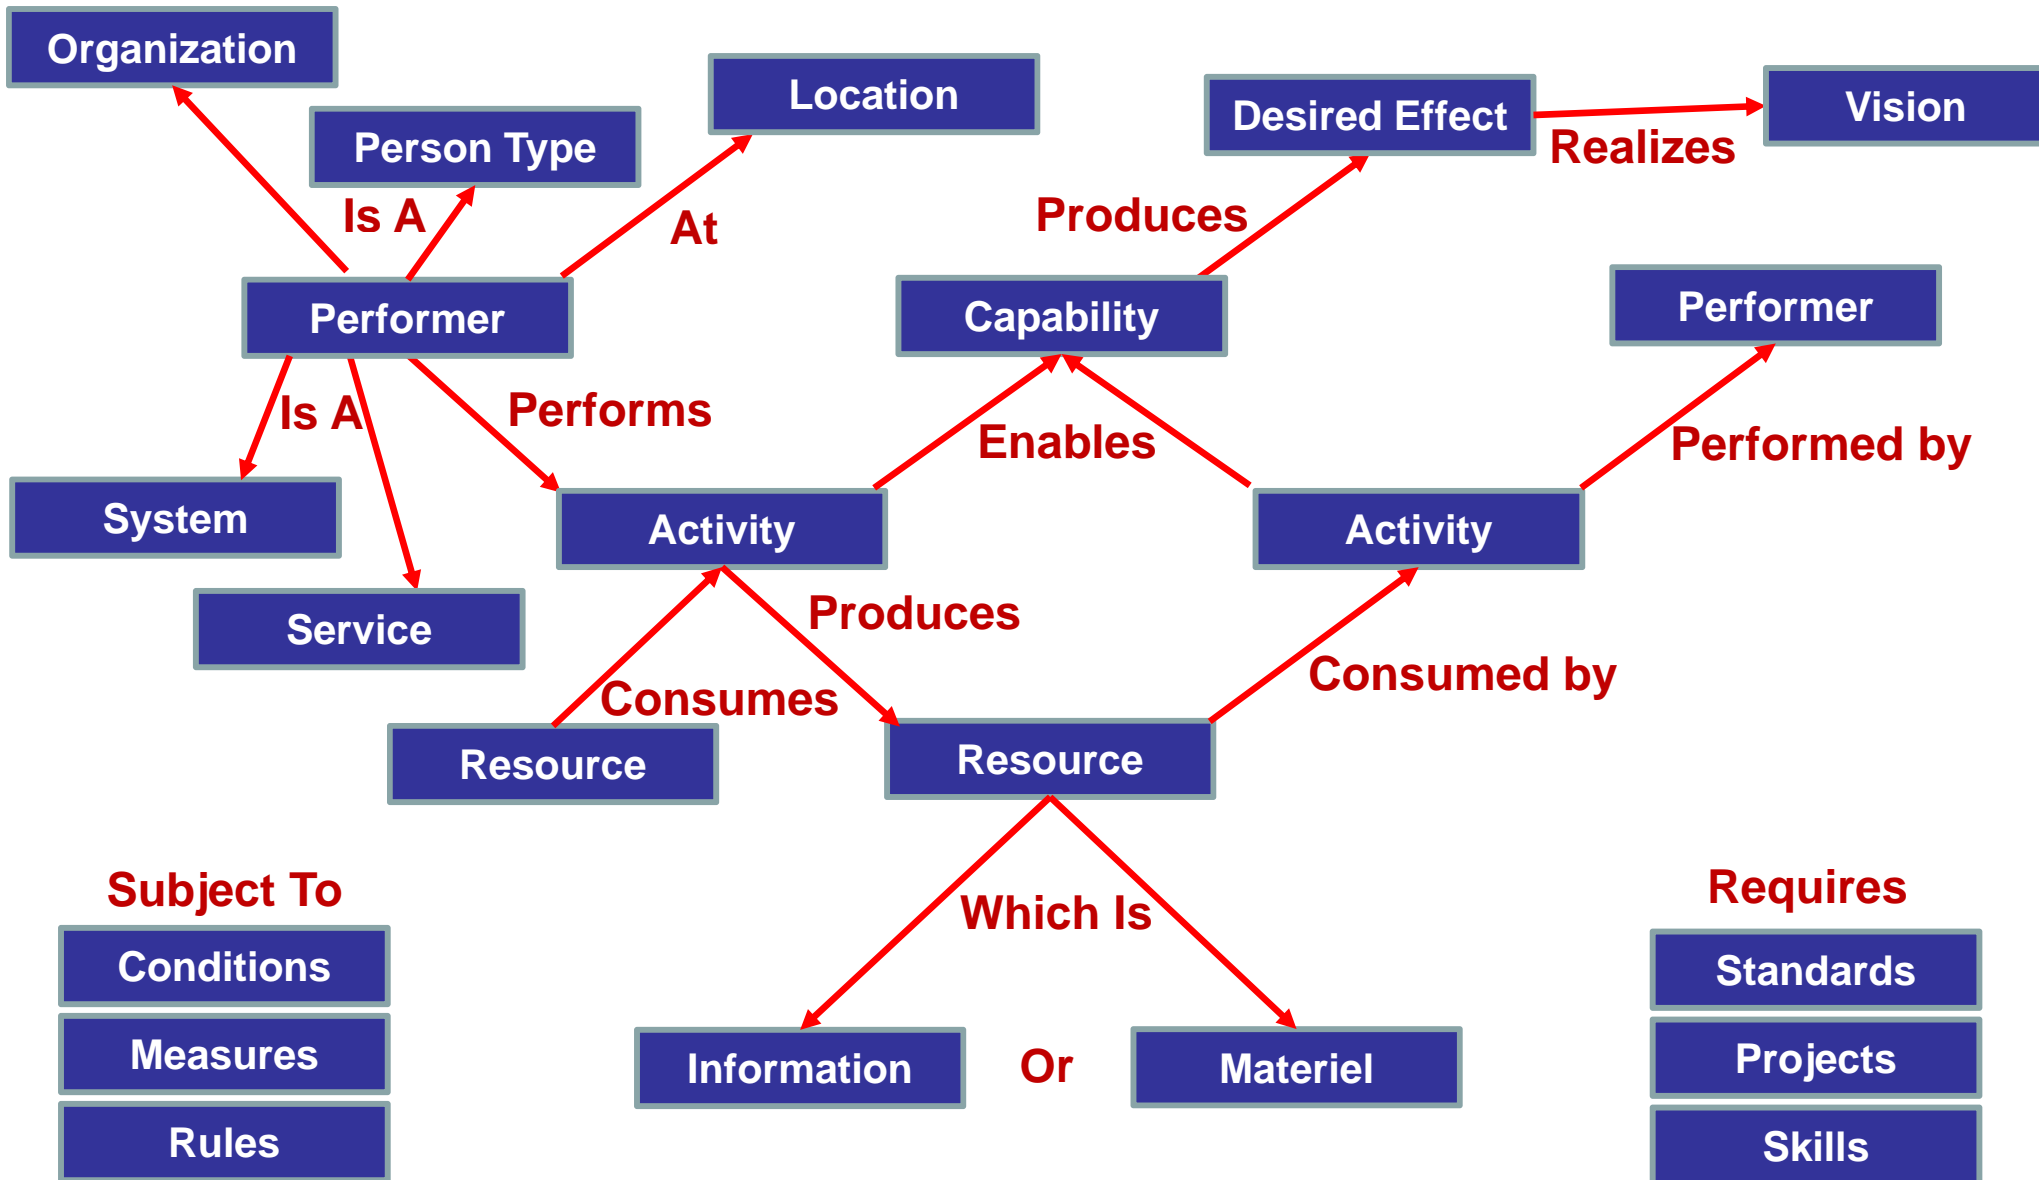 Organization
Person Type
Location
Desired Effect
Vision
Realizes
Is A
At
Produces
Performer
Capability
Performer
Is A
Performs
Enables
Performed by
System
Activity
Activity
Service
Produces
Consumes
Consumed by
Resource
Resource
Subject To
Which Is
Requires
Conditions
Standards
Measures
Information
Or
Materiel
Projects
Rules
Skills